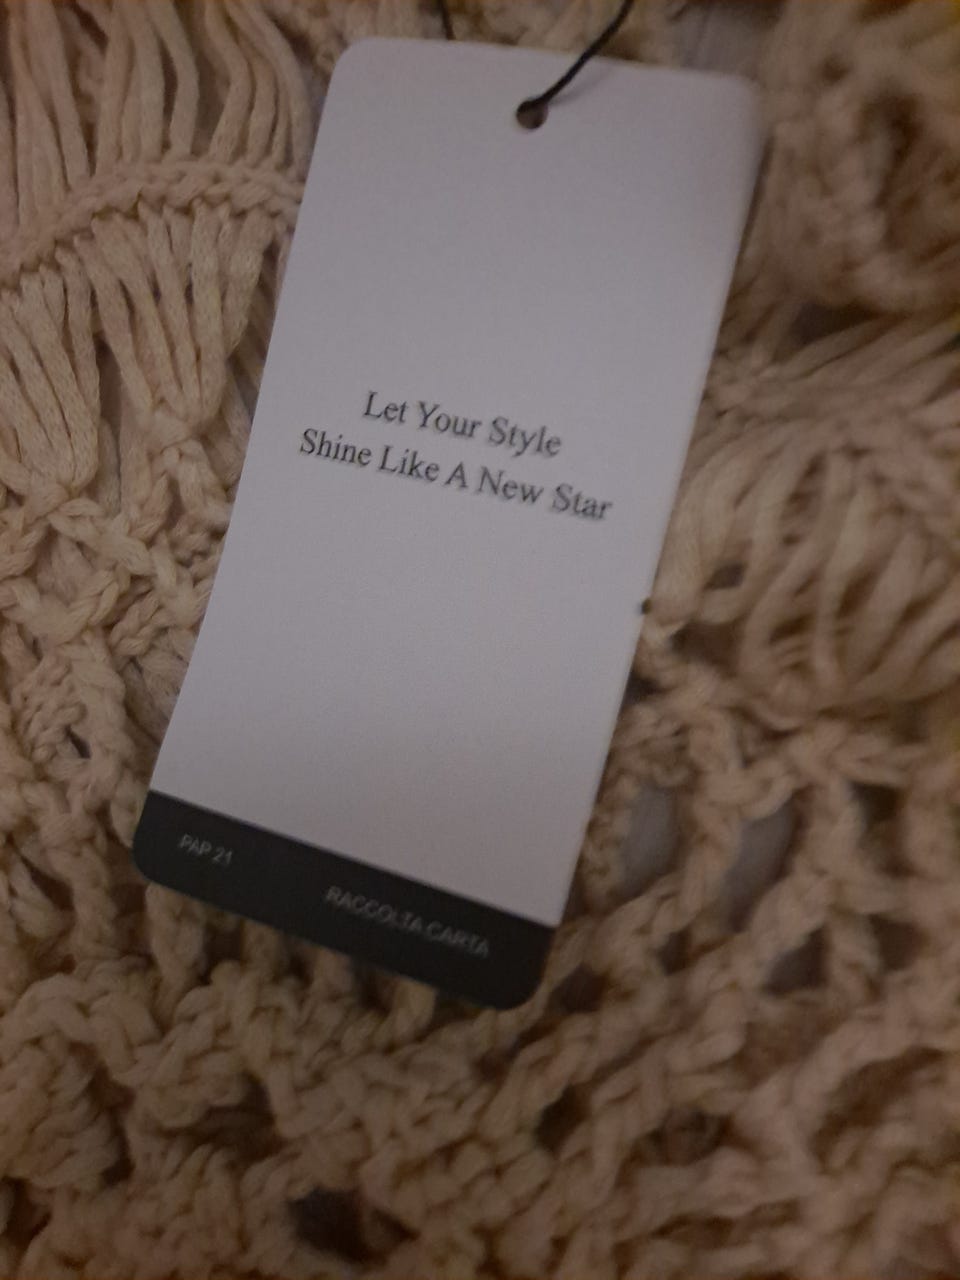 Let Your Style
Shine Like A New Star
PAP 21
RACCOLTA CARTA